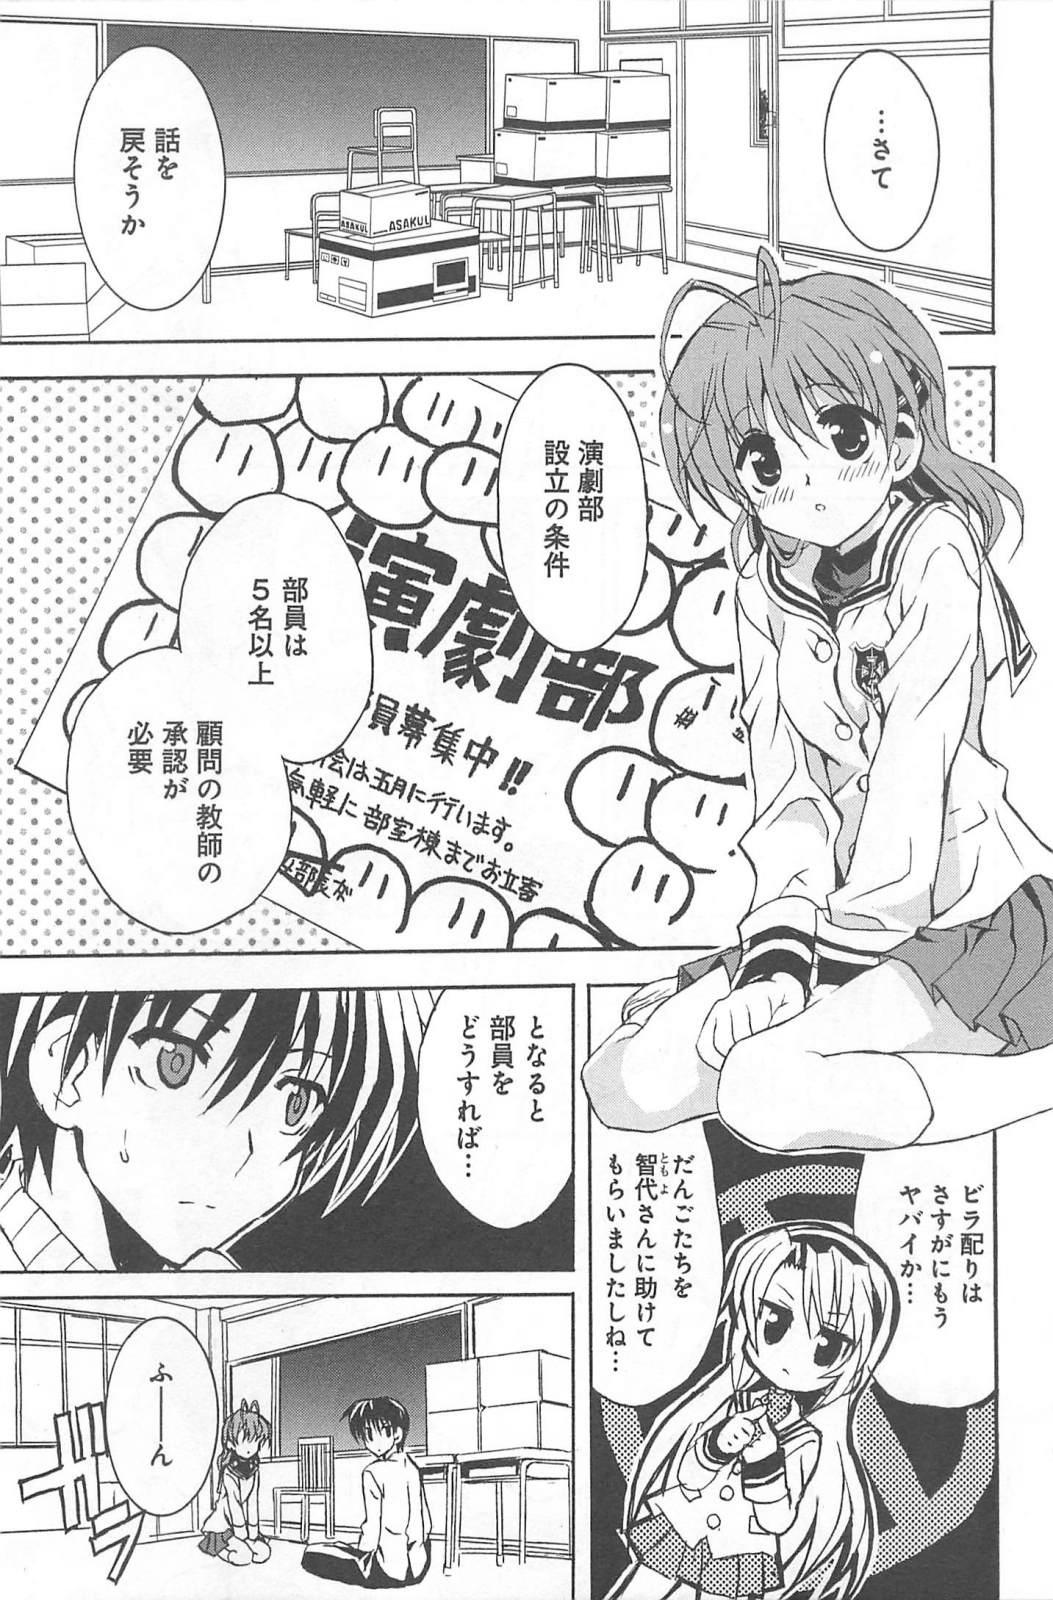 …さて
話を
戻そうか
ASAKUL
ASAKUL
演劇部
設立の条件
部員は
5名以上
顧問の教師の
承認が
必要
演劇部
員募集中!!
会は五月に行います。
気軽に部室棟までお立寄
ビラ配りは
さすがにもう
ヤバイか…
だんごたちを
智代さんに助けて
ともよ
もらいましたしね…
となると
部員を
どうすれば…
ふーん